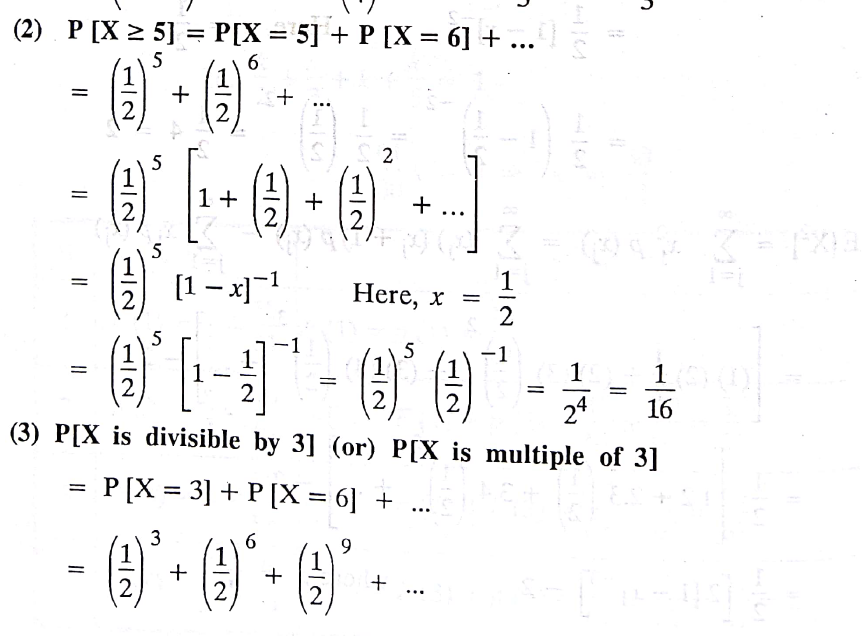 (2) P [X ≥ 5] = P[X = 5] + P [X = 6] + ...
= (1/2)^5 + (1/2)^6 + ...
= (1/2)^5 [1 + (1/2) + (1/2)^2 + ...]
= (1/2)^5 [1 – x]^–1 Here, x = 1/2
= (1/2)^5 [1 – 1/2]^–1 = (1/2)^5 (1/2)^–1 = 1/2^4 = 1/16
(3) P[X is divisible by 3] (or) P[X is multiple of 3]
= P [X = 3] + P [X = 6] + ...
= (1/2)^3 + (1/2)^6 + (1/2)^9 + ...